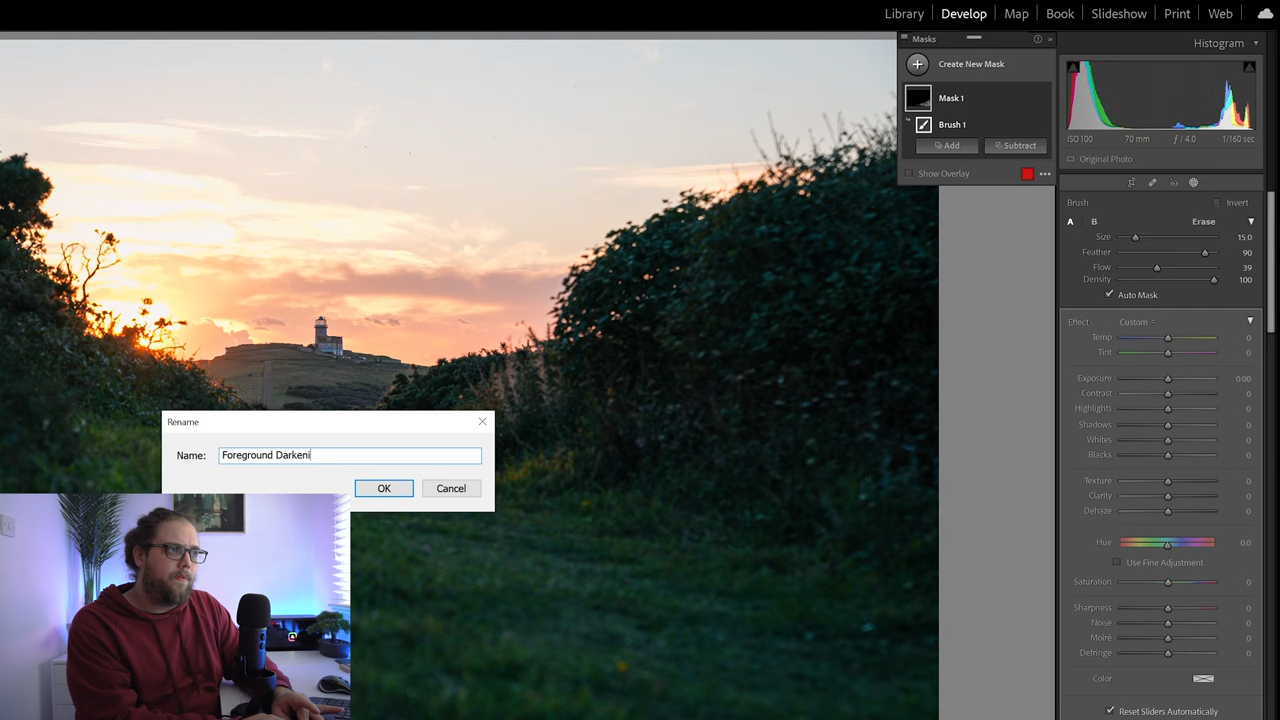 Library | Develop | Map | Book | Slideshow | Print | Web
Masks
Histogram
Create New Mask
Mask 1
Brush 1
Add Subtract
Show Overlay
ISO 100 70 mm ƒ / 4.0 1/160 sec
Original Photo
Brush Invert
A B Erase
Size 15.0
Feather 90
Flow 39
Density 100
Auto Mask
Effect: Custom
Temp 0
Tint 0
Exposure 0.00
Contrast 0
Highlights 0
Shadows 0
Whites 0
Blacks 0
Texture 0
Clarity 0
Dehaze 0
Hue 0.0
Use Fine Adjustment
Saturation 0
Sharpness 0
Noise 0
Moiré 0
Defringe 0
Color
Reset Sliders Automatically
Rename
Name: Foreground Darkeni
OK Cancel